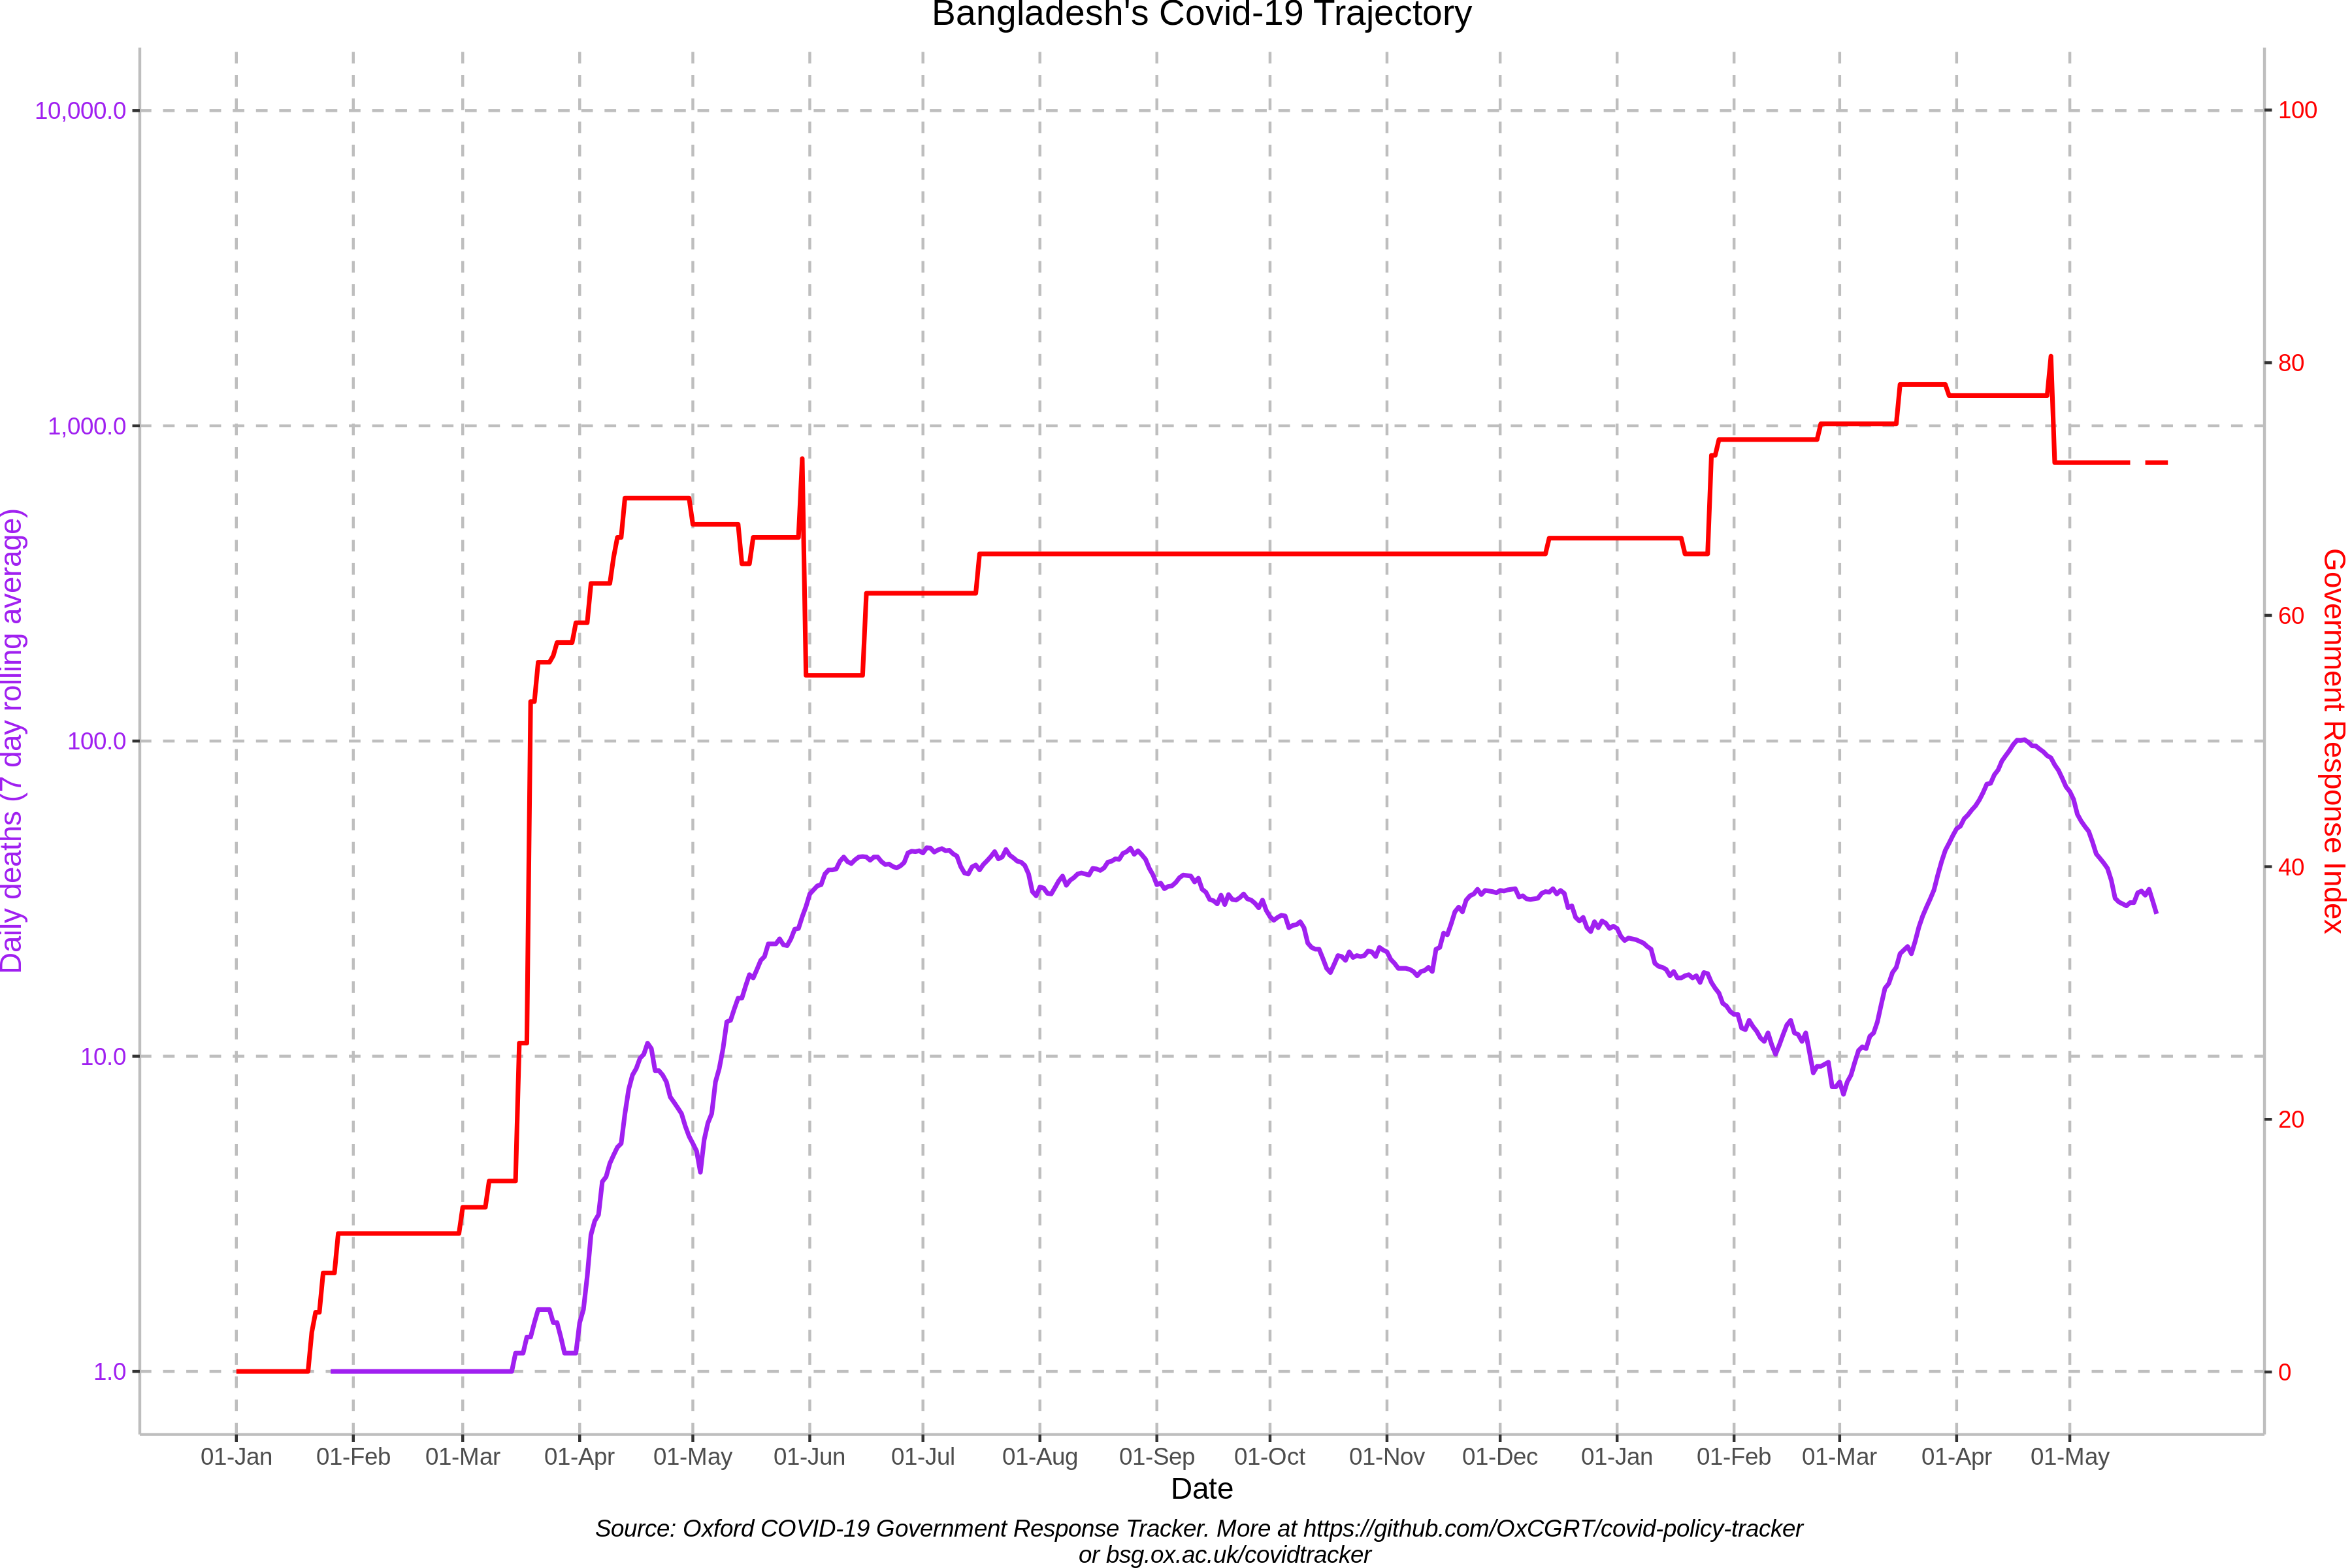 Bangladesh's Covid-19 Trajectory
10,000.0
1,000.0
100.0
10.0
1.0
Daily deaths (7 day rolling average)
100
80
60
40
20
0
Government Response Index
01-Jan 01-Feb 01-Mar 01-Apr 01-May 01-Jun 01-Jul 01-Aug 01-Sep 01-Oct 01-Nov 01-Dec 01-Jan 01-Feb 01-Mar 01-Apr 01-May
Date
Source: Oxford COVID-19 Government Response Tracker. More at https://github.com/OxCGRT/covid-policy-tracker
or bsg.ox.ac.uk/covidtracker